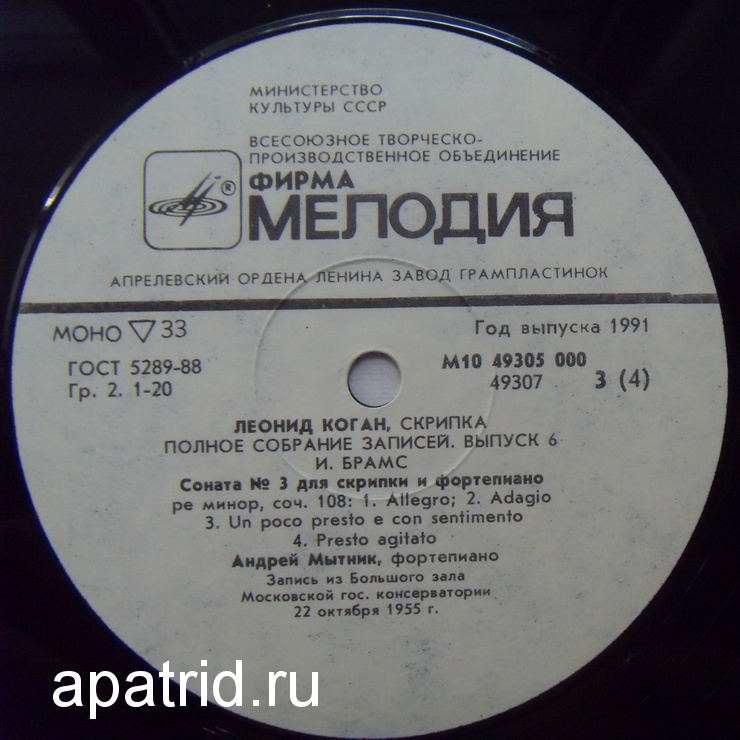 МИНИСТЕРСТВО
КУЛЬТУРЫ СССР
ВСЕСОЮЗНОЕ ТВОРЧЕСКО-
ПРОИЗВОДСТВЕННОЕ ОБЪЕДИНЕНИЕ
®
ФИРМА
МЕЛОДИЯ
АПРЕЛЕВСКИЙ ОРДЕНА ЛЕНИНА ЗАВОД ГРАМПЛАСТИНОК
МОНО ▽ 33
Год выпуска 1991
ГОСТ 5289-88
М10 49305 000
Гр. 2. 1-20
49307
3 (4)
ЛЕОНИД КОГАН, СКРИПКА
ПОЛНОЕ СОБРАНИЕ ЗАПИСЕЙ. ВЫПУСК 6
И. БРАМС
Соната № 3 для скрипки и фортепиано
ре минор, соч. 108: 1. Allegro; 2. Adagio
3. Un poco presto e con sentimento
4. Presto agitato
Андрей Мытник, фортепиано
Запись из Большого зала
Московской гос. консерватории
22 октября 1955 г.
apatrid.ru